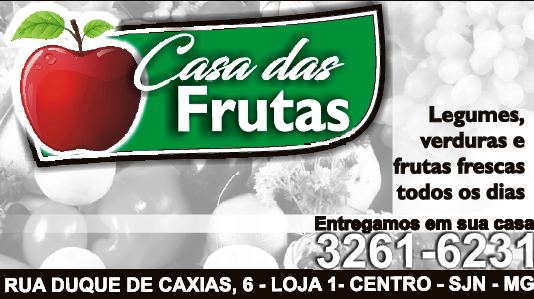 Casa das
Frutas
Legumes,
verduras e
frutas frescas
todos os dias
Entregamos em sua casa
3261-6231
RUA DUQUE DE CAXIAS, 6 - LOJA 1- CENTRO - SJN - MG